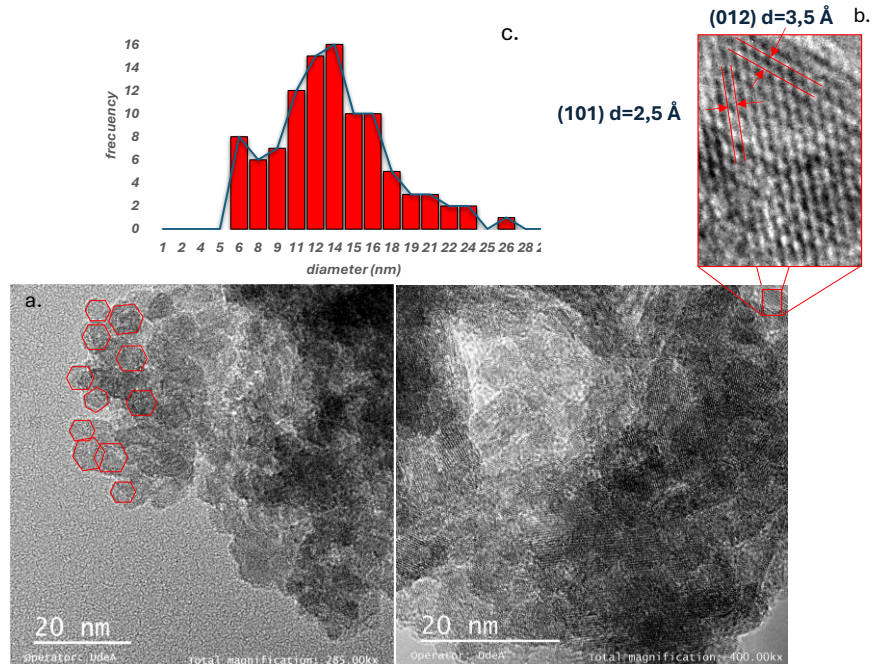 (012) d=3,5 Å
b.
c.
(101) d=2,5 Å
frecuency
16
14
12
10
8
6
4
2
0
1 2 4 5 6 8 9 11 12 14 15 16 18 19 21 22 24 25 26 28
diameter (nm)
a.
20 nm
Operator: UdeA
Total magnification: 285.00kx
20 nm
Operator: UdeA
Total magnification: 400.00kx